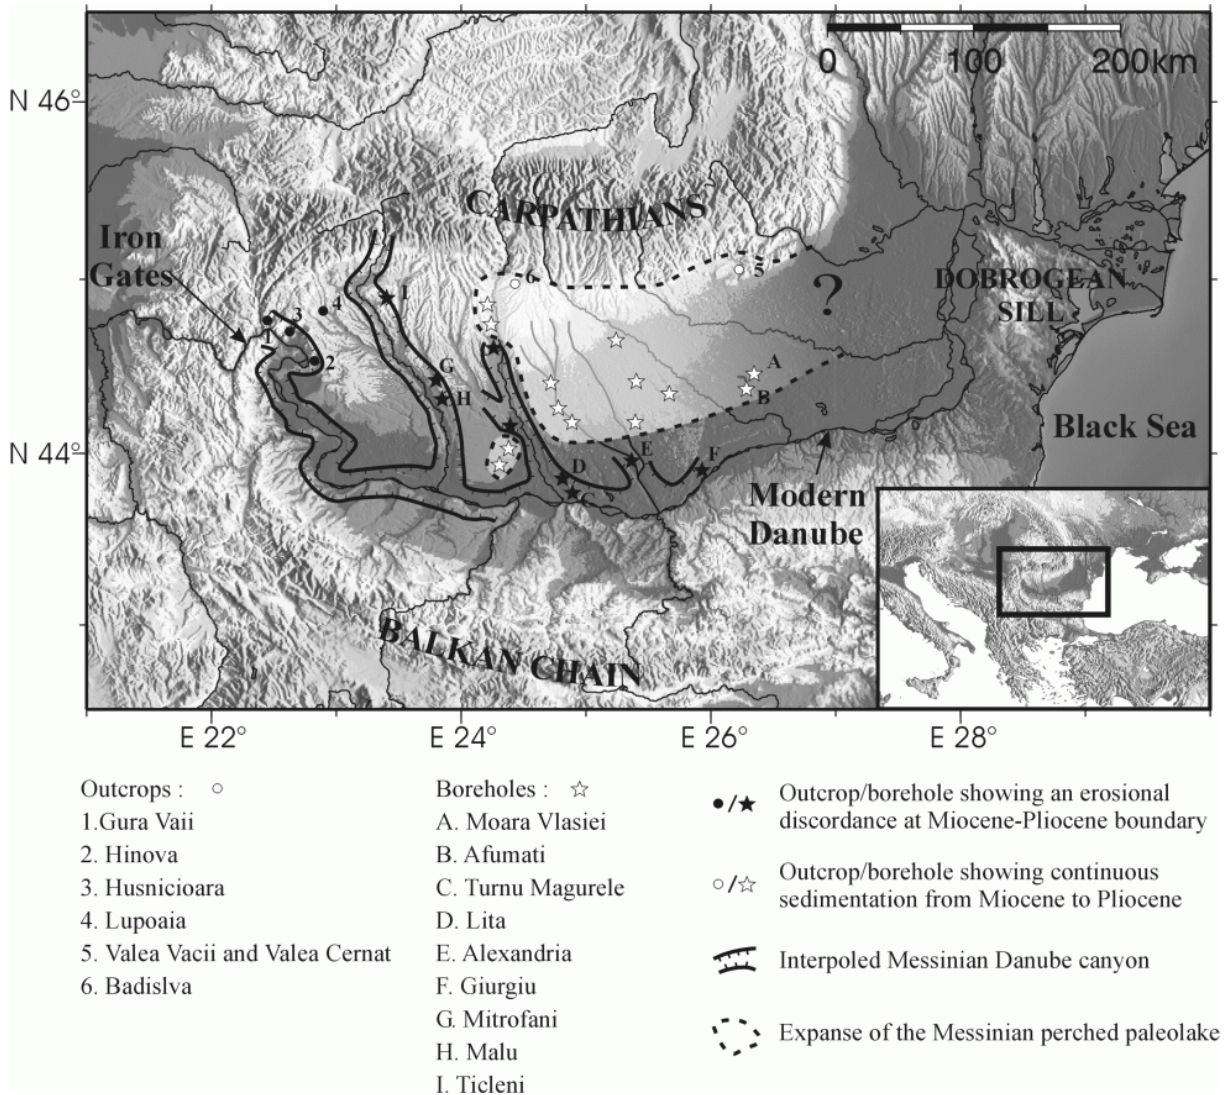 0 100 200km
N 46°
CARPATHIANS
Iron
Gates
6
5
?
DOBROGEAN
SILL
I
4
3
1
2
G
H
A
B
Black Sea
N 44°
E
F
D
C
?
Modern
Danube
BALKAN CHAIN
E 22°
E 24°
E 26°
E 28°
Outcrops :
1.Gura Vaii
2. Hinova
3. Husnicioara
4. Lupoaia
5. Valea Vacii and Valea Cernat
6. Badislva
Boreholes :
A. Moara Vlasiei
B. Afumati
C. Turnu Magurele
D. Lita
E. Alexandria
F. Giurgiu
G. Mitrofani
H. Malu
I. Ticleni
Outcrop/borehole showing an erosional
discordance at Miocene-Pliocene boundary
Outcrop/borehole showing continuous
sedimentation from Miocene to Pliocene
Interpoled Messinian Danube canyon
Expanse of the Messinian perched paleolake